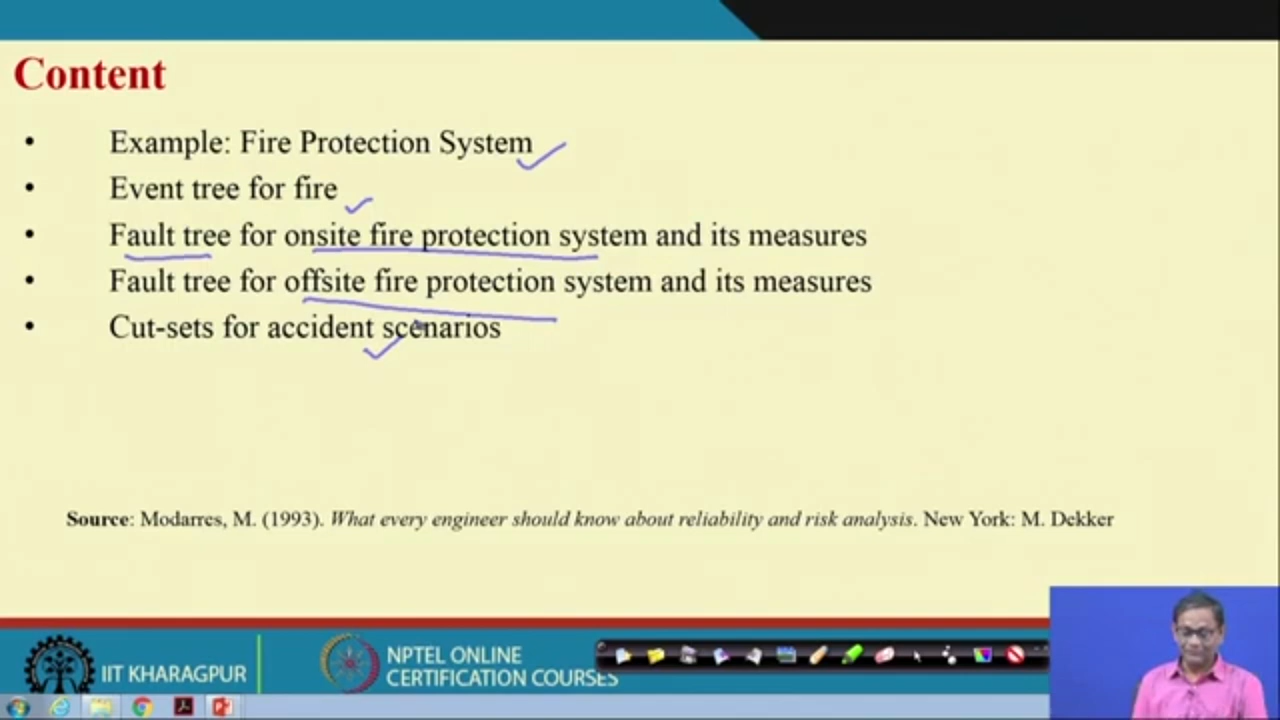 Content
• Example: Fire Protection System
• Event tree for fire
• Fault tree for onsite fire protection system and its measures
• Fault tree for offsite fire protection system and its measures
• Cut-sets for accident scenarios
Source: Modarres, M. (1993). What every engineer should know about reliability and risk analysis. New York: M. Dekker
IIT KHARAGPUR
NPTEL ONLINE
CERTIFICATION COURSES